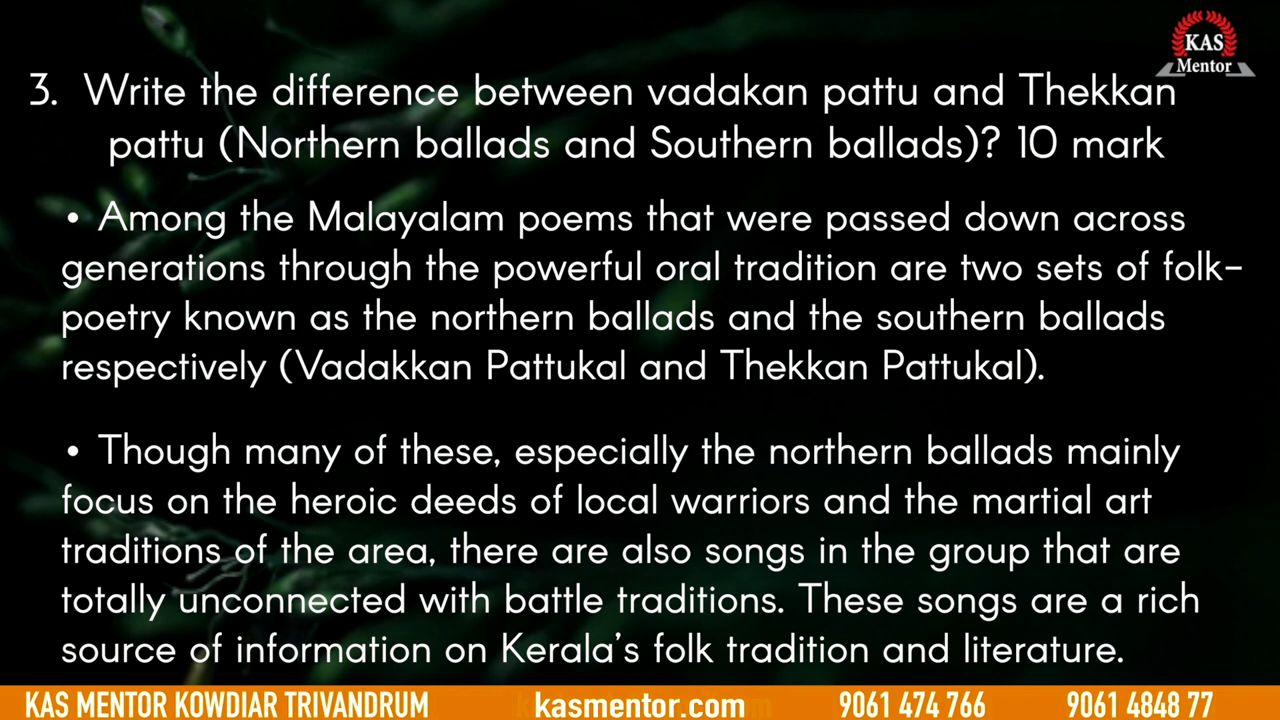 KAS
Mentor
3. Write the difference between vadakan pattu and Thekkan
pattu (Northern ballads and Southern ballads)? 10 mark
• Among the Malayalam poems that were passed down across
generations through the powerful oral tradition are two sets of folk-
poetry known as the northern ballads and the southern ballads
respectively (Vadakkan Pattukal and Thekkan Pattukal).
• Though many of these, especially the northern ballads mainly
focus on the heroic deeds of local warriors and the martial art
traditions of the area, there are also songs in the group that are
totally unconnected with battle traditions. These songs are a rich
source of information on Kerala's folk tradition and literature.
KAS MENTOR KOWDIAR TRIVANDRUM kasmentor.com 9061 474 766 9061 4848 77